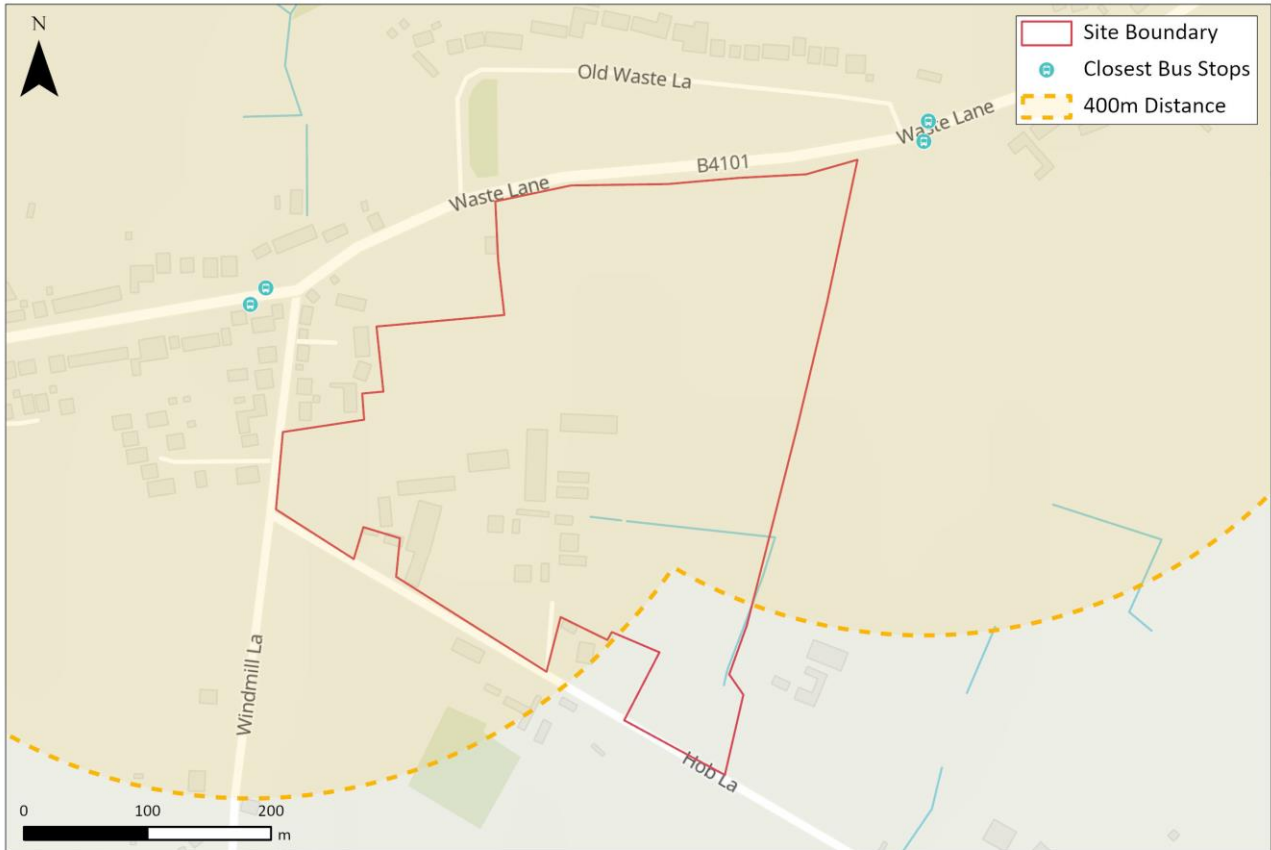 N
Site Boundary
Closest Bus Stops
400m Distance
Old Waste La
Waste Lane
B4101
Waste Lane
Windmill La
Hob La
0 100 200
m